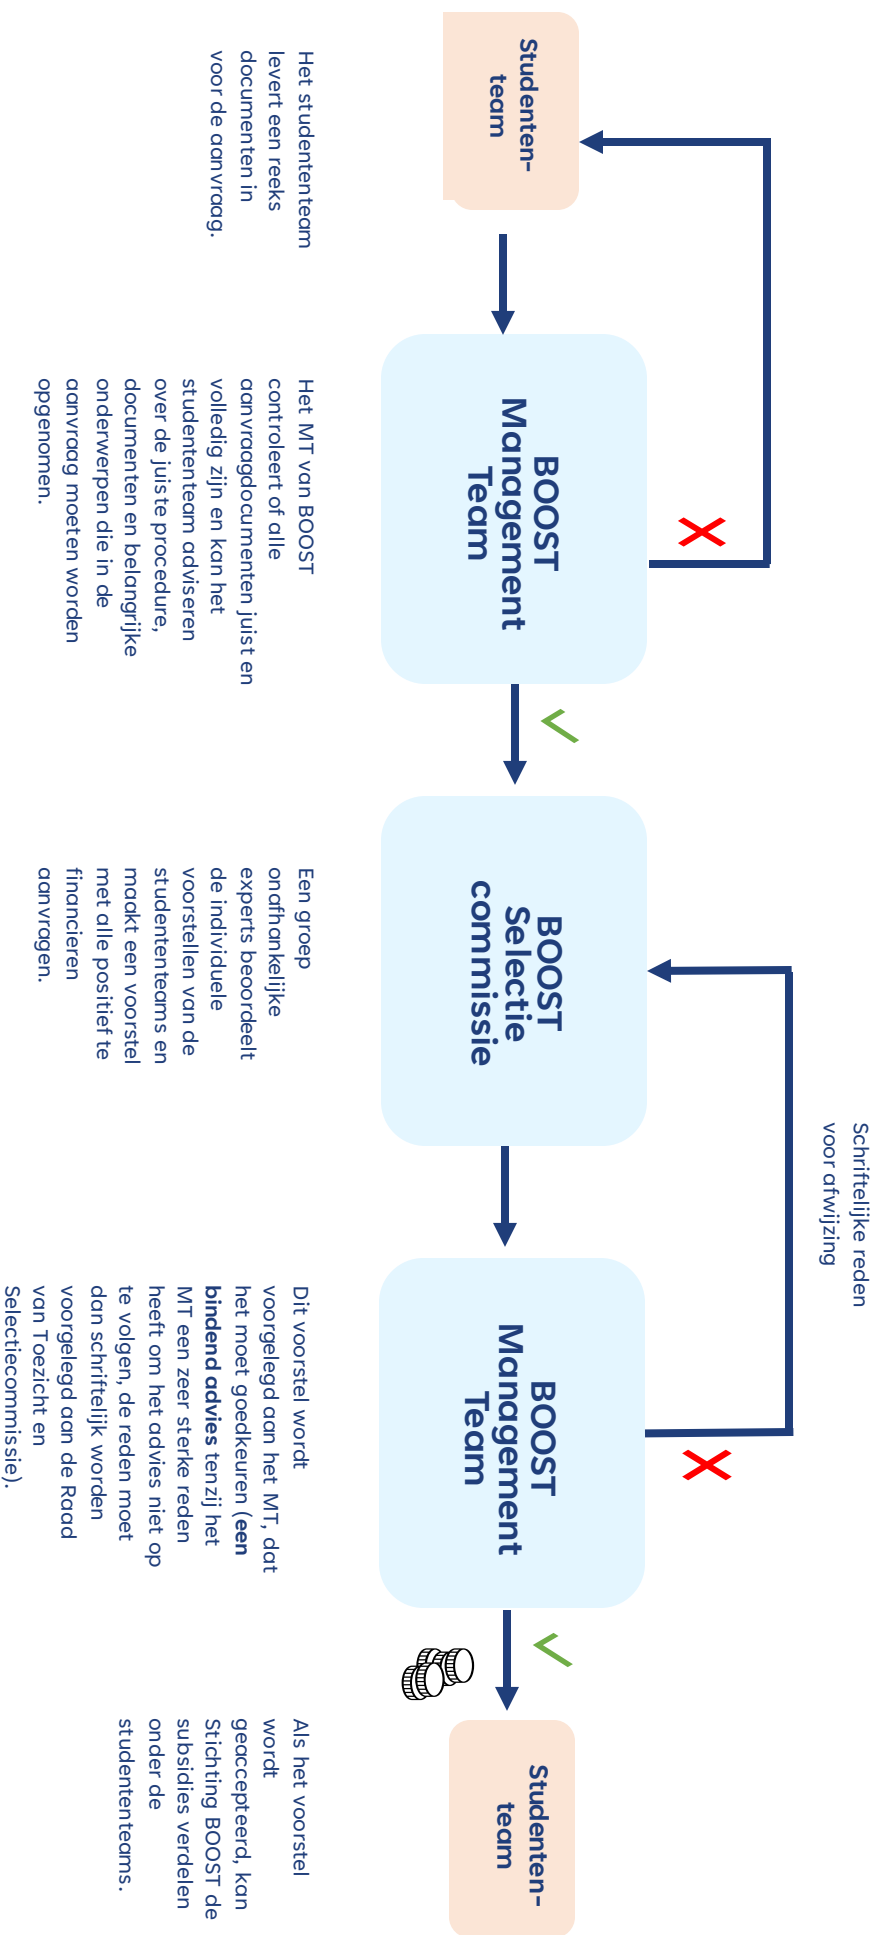 Schriftelijke reden
voor afwijzing
Studenten-
team
BOOST
Management
Team
BOOST
Selectie
commissie
BOOST
Management
Team
Studenten-
team
Het studententeam
levert een reeks
documenten in
voor de aanvraag.
Het MT van BOOST
controleert of alle
aanvraagdocumenten juist en
volledig zijn en kan het
studententeam adviseren
over de juiste procedure,
documenten en belangrijke
onderwerpen die in de
aanvraag moeten worden
opgenomen.
Een groep
onafhankelijke
experts beoordeelt
de individuele
voorstellen van de
studententeams en
maakt een voorstel
met alle positief te
financieren
aanvragen.
Dit voorstel wordt
voorgelegd aan het MT, dat
het moet goedkeuren (een
bindend advies tenzij het
MT een zeer sterke reden
heeft om het advies niet op
te volgen, de reden moet
dan schriftelijk worden
voorgelegd aan de Raad
van Toezicht en
Selectiecommissie).
Als het voorstel
wordt
geaccepteerd, kan
Stichting BOOST de
subsidies verdelen
onder de
studententeams.